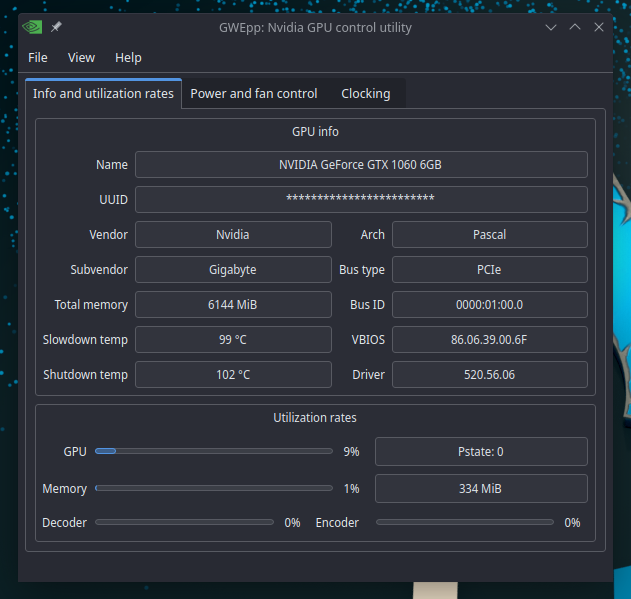 GWEpp: Nvidia GPU control utility
File View Help
Info and utilization rates Power and fan control Clocking
GPU info
Name NVIDIA GeForce GTX 1060 6GB
UUID ************************
Vendor Nvidia Arch Pascal
Subvendor Gigabyte Bus type PCIe
Total memory 6144 MiB Bus ID 0000:01:00.0
Slowdown temp 99 °C VBIOS 86.06.39.00.6F
Shutdown temp 102 °C Driver 520.56.06
Utilization rates
GPU 9% Pstate: 0
Memory 1% 334 MiB
Decoder 0% Encoder 0%